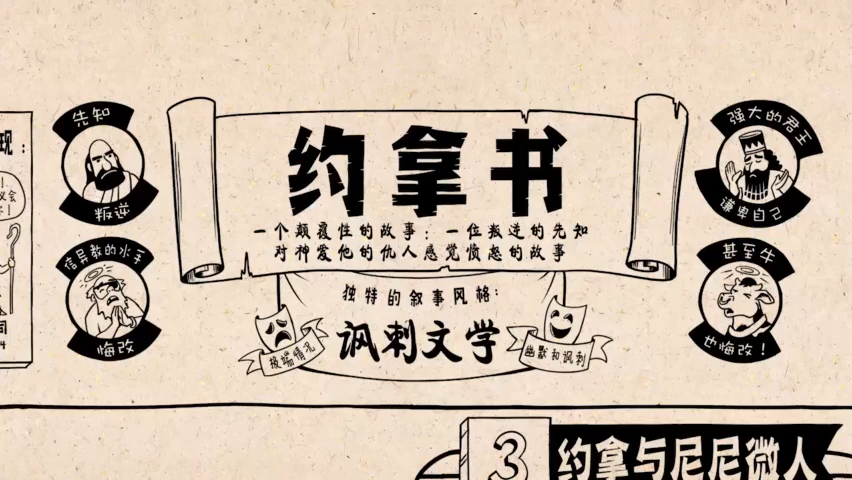 先知
叛逆
信异教的水手
悔改
约拿书
一个颠覆性的故事：一位叛逆的先知
对神爱他的仇人感觉愤怒的故事
独特的叙事风格：
讽刺文学
极端情况
幽默和讽刺
强大的君王
谦卑自己
甚至牛
也悔改！
现：
3
约拿与尼尼微人